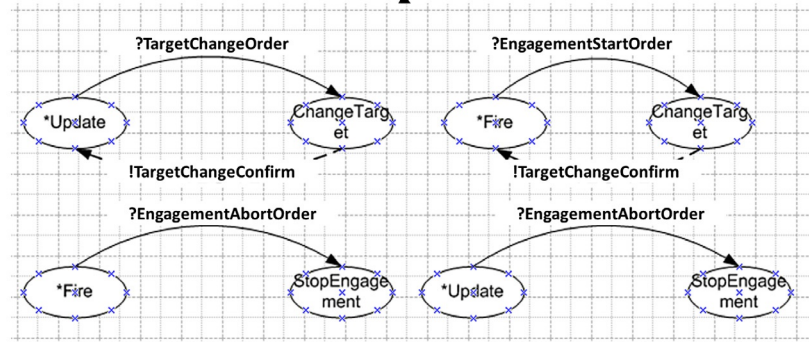 ?TargetChangeOrder
?EngagementStartOrder
*Update
ChangeTarg
et
*Fire
ChangeTarg
et
!TargetChangeConfirm
!TargetChangeConfirm
?EngagementAbortOrder
?EngagementAbortOrder
*Fire
StopEngage
ment
*Update
StopEngage
ment